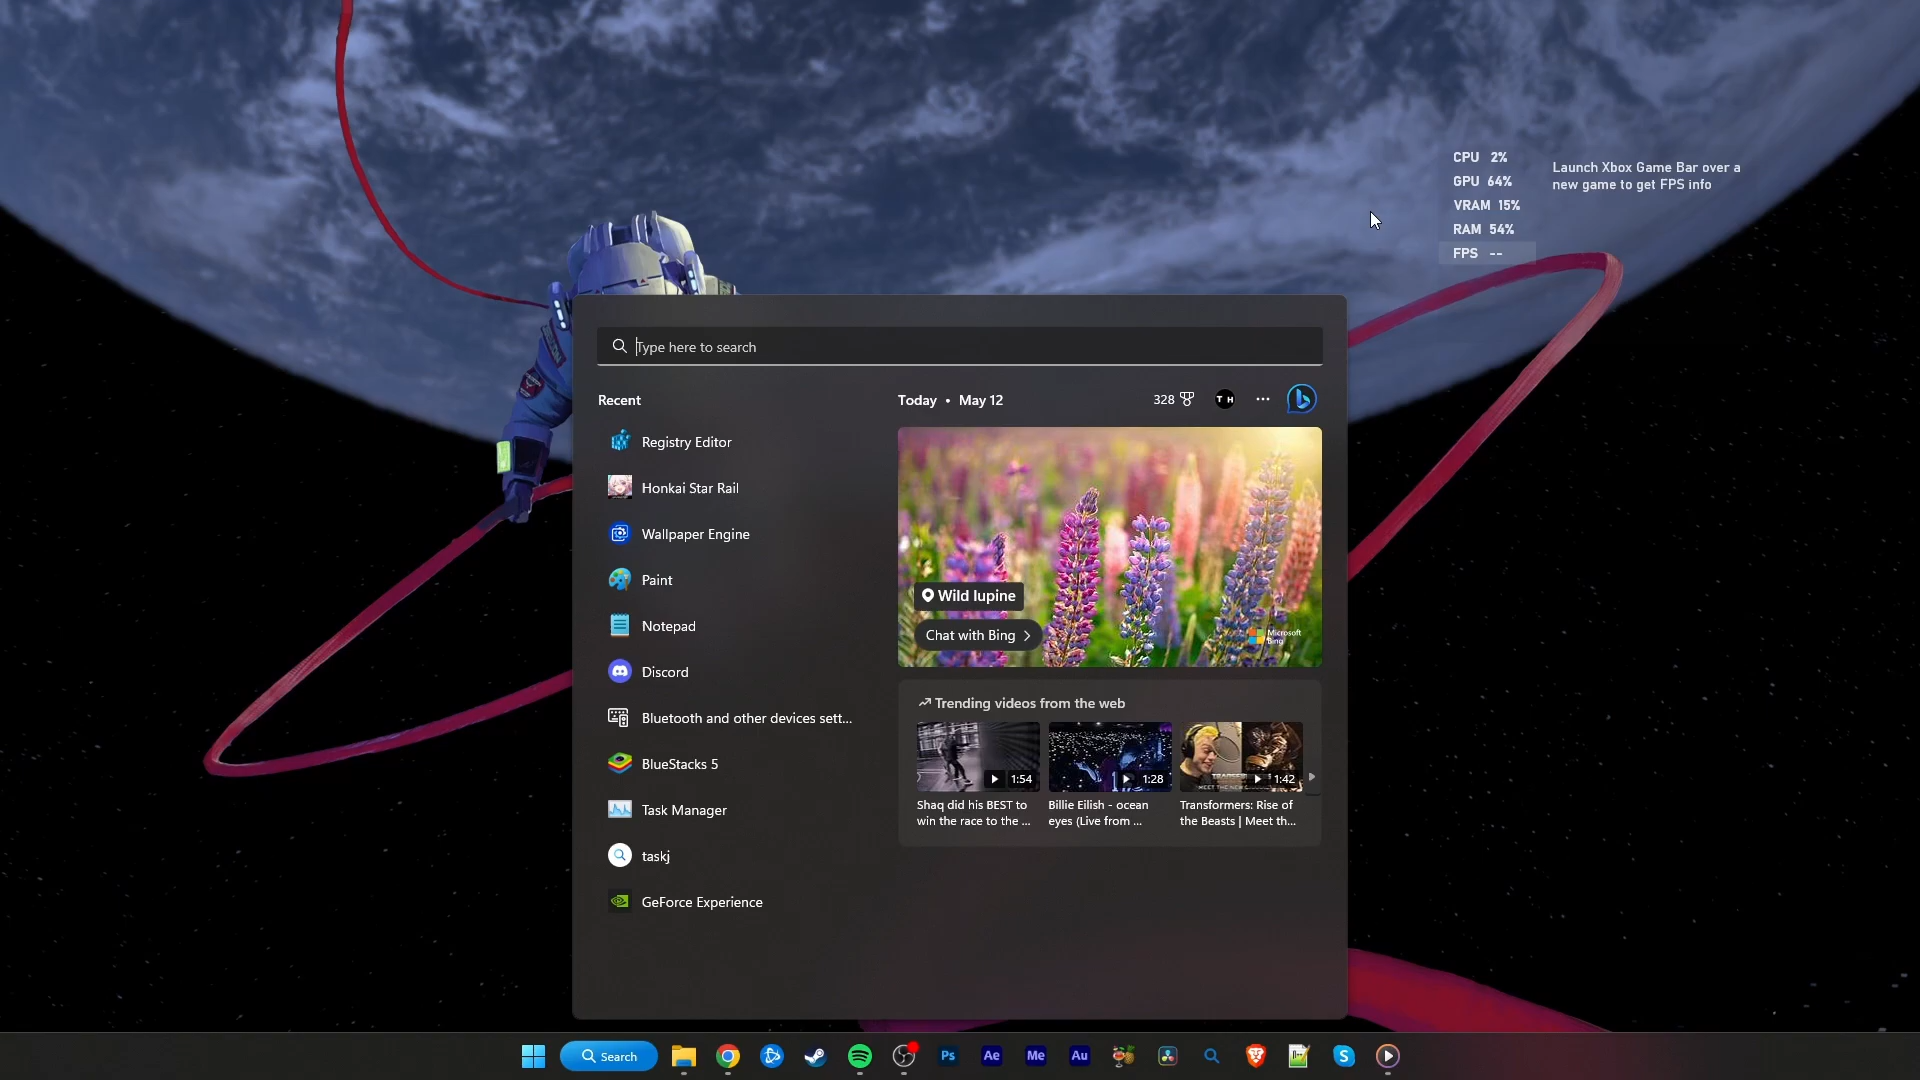 CPU 2%
GPU 64%
VRAM 15%
RAM 54%
FPS --
Launch Xbox Game Bar over a
new game to get FPS info
Type here to search
Recent
Registry Editor
Honkai Star Rail
Wallpaper Engine
Paint
Notepad
Discord
Bluetooth and other devices sett...
BlueStacks 5
Task Manager
taskj
GeForce Experience
Today • May 12
328
T H
Wild lupine
Chat with Bing
Microsoft
Bing
Trending videos from the web
1:54
Shaq did his BEST to
win the race to the ...
1:28
Billie Eilish - ocean
eyes (Live from ...
1:42
Transformers: Rise of
the Beasts | Meet th...
Search
Ps
Ae
Me
Au